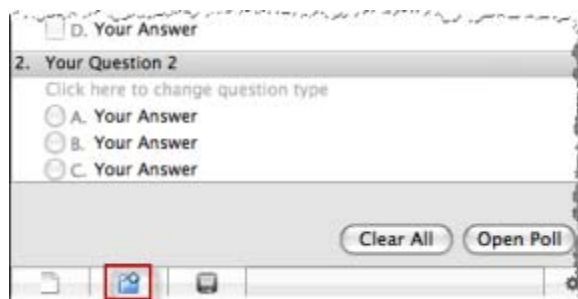 D. Your Answer
2. Your Question 2
Click here to change question type
A. Your Answer
B. Your Answer
C. Your Answer
Clear All Open Poll